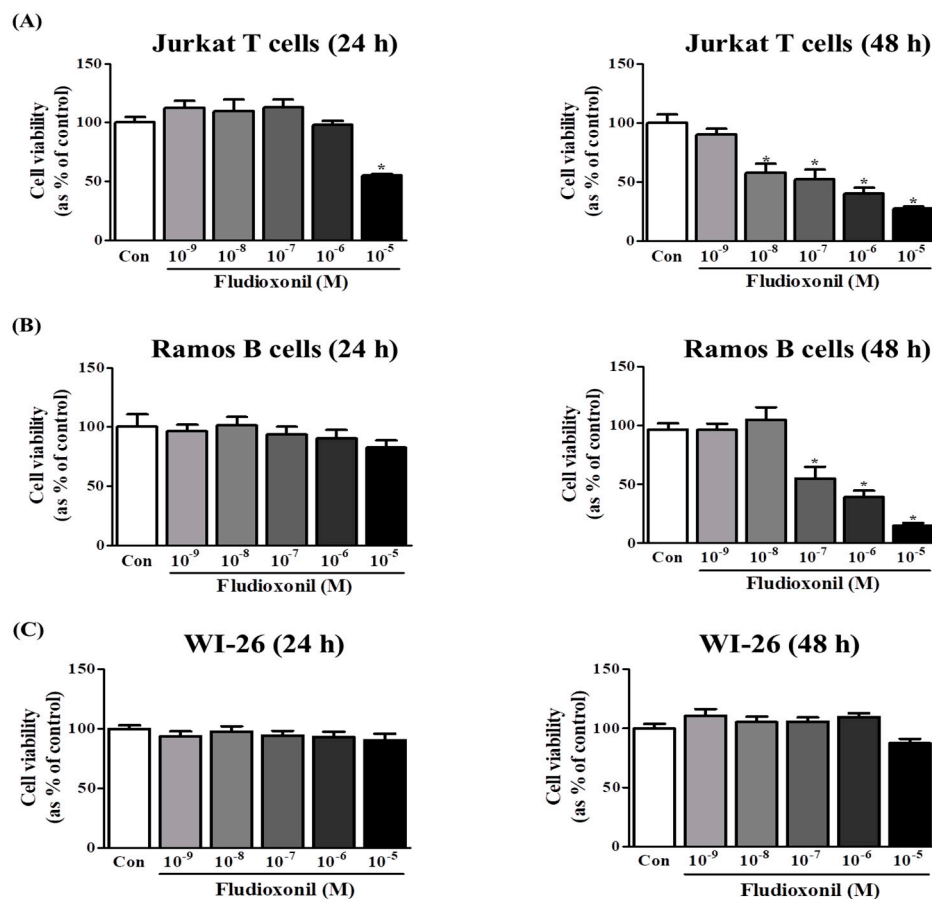 (A)
Jurkat T cells (24 h)
Cell viability
(as % of control)
150
100
50
0
*
Con 10⁻⁹ 10⁻⁸ 10⁻⁷ 10⁻⁶ 10⁻⁵
Fludioxonil (M)
Jurkat T cells (48 h)
Cell viability
(as % of control)
150
100
50
0
* * * *
Con 10⁻⁹ 10⁻⁸ 10⁻⁷ 10⁻⁶ 10⁻⁵
Fludioxonil (M)
(B)
Ramos B cells (24 h)
Cell viability
(as % of control)
150
100
50
0
Con 10⁻⁹ 10⁻⁸ 10⁻⁷ 10⁻⁶ 10⁻⁵
Fludioxonil (M)
Ramos B cells (48 h)
Cell viability
(as % of control)
150
100
50
0
* * *
Con 10⁻⁹ 10⁻⁸ 10⁻⁷ 10⁻⁶ 10⁻⁵
Fludioxonil (M)
(C)
WI-26 (24 h)
Cell viability
(as % of control)
150
100
50
0
Con 10⁻⁹ 10⁻⁸ 10⁻⁷ 10⁻⁶ 10⁻⁵
Fludioxonil (M)
WI-26 (48 h)
Cell viability
(as % of control)
150
100
50
0
Con 10⁻⁹ 10⁻⁸ 10⁻⁷ 10⁻⁶ 10⁻⁵
Fludioxonil (M)